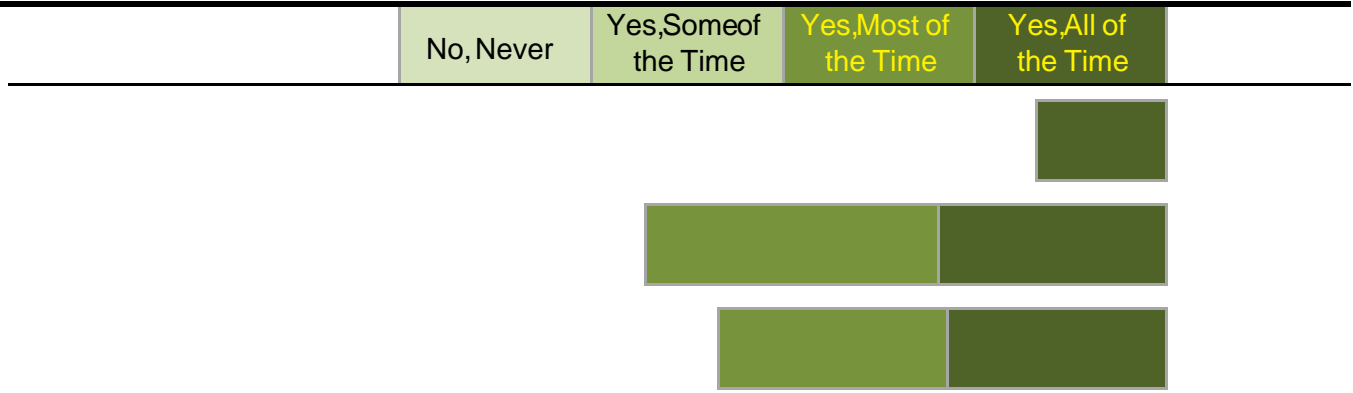 No, Never
Yes,Someof
the Time
Yes,Most of
the Time
Yes,All of
the Time